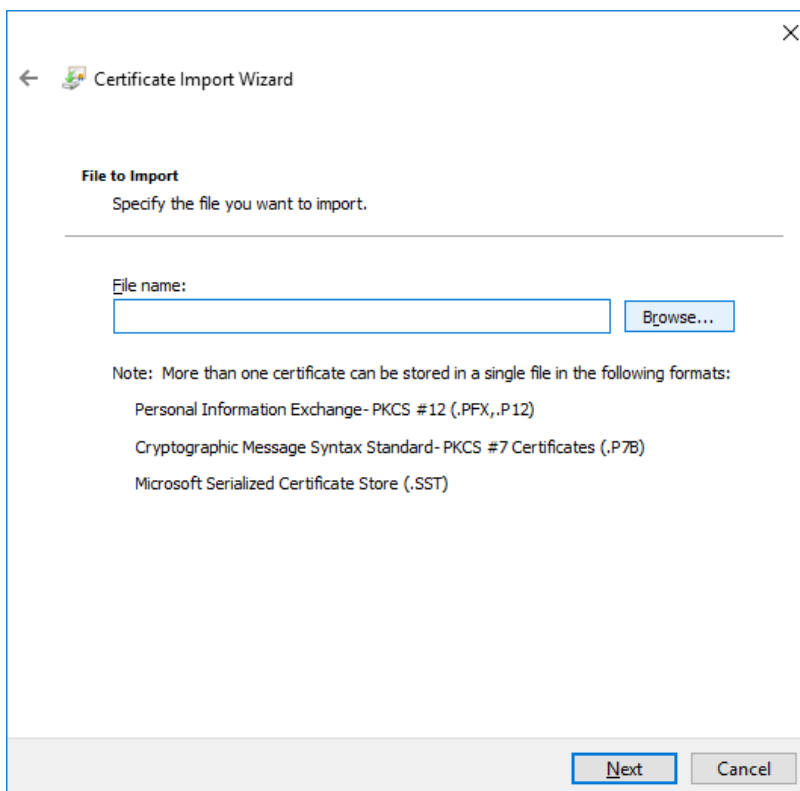 Certificate Import Wizard
File to Import
Specify the file you want to import.
File name:
Browse...
Note: More than one certificate can be stored in a single file in the following formats:
Personal Information Exchange- PKCS #12 (.PFX,.P12)
Cryptographic Message Syntax Standard- PKCS #7 Certificates (.P7B)
Microsoft Serialized Certificate Store (.SST)
Next Cancel